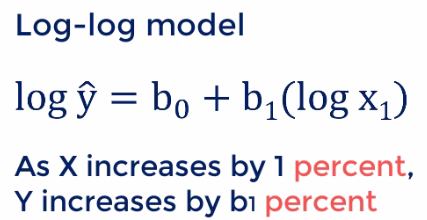 Log-log model
log ŷ = b₀ + b₁(log x₁)
As X increases by 1 percent,
Y increases by b₁ percent